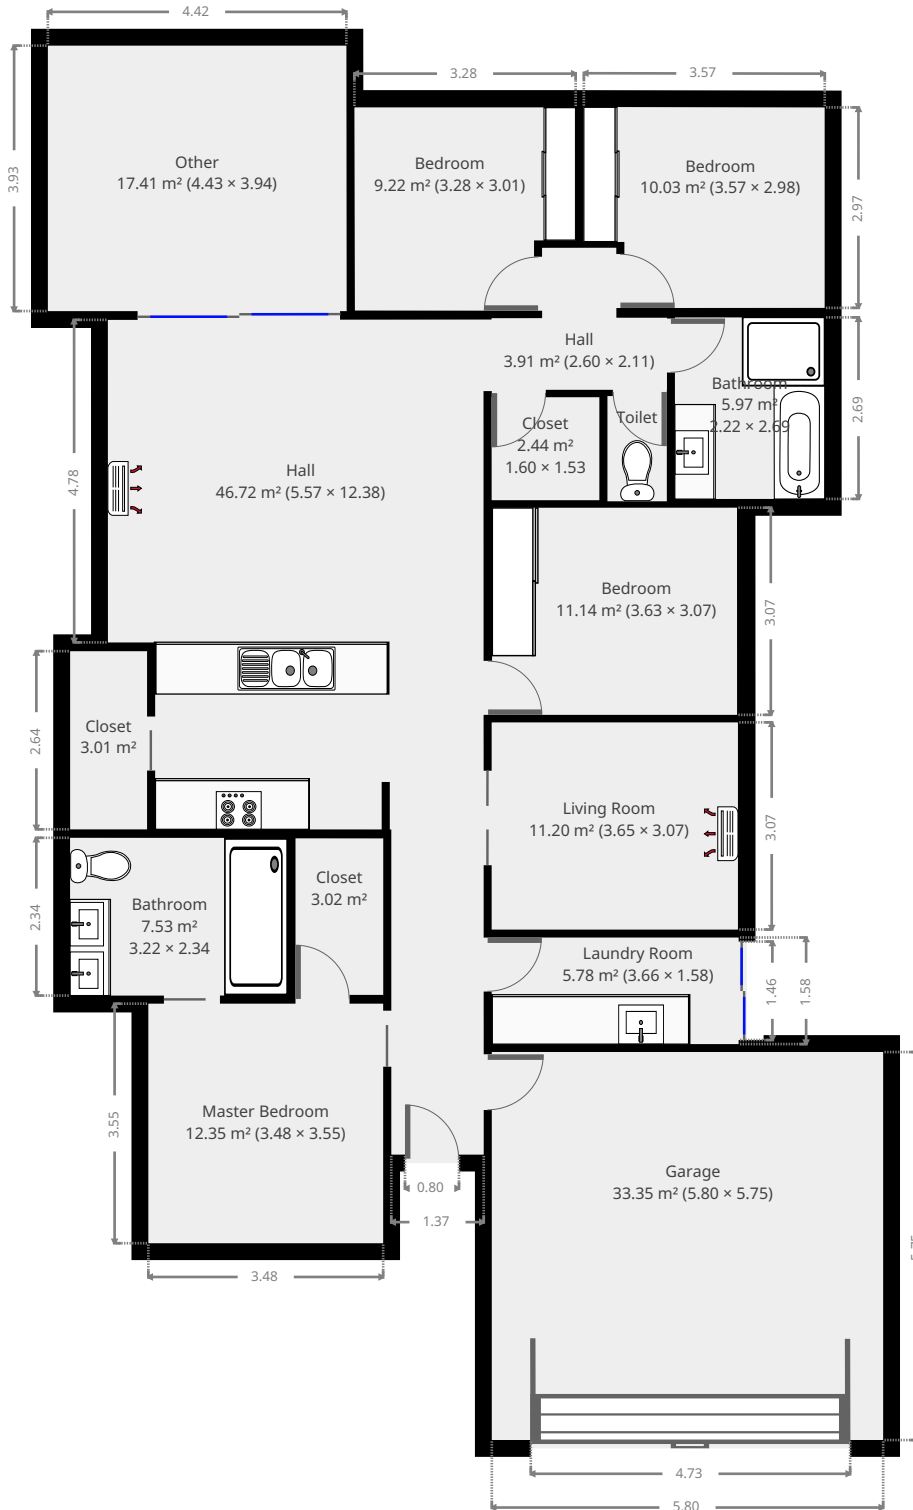 4.42
3.28
3.57
3.93
Other
17.41 m² (4.43 × 3.94)
Bedroom
9.22 m² (3.28 × 3.01)
Bedroom
10.03 m² (3.57 × 2.98)
2.97
Hall
3.91 m² (2.60 × 2.11)
Bathroom
5.97 m²
2.22 × 2.69
2.69
Closet
2.44 m²
1.60 × 1.53
Toilet
4.78
Hall
46.72 m² (5.57 × 12.38)
Bedroom
11.14 m² (3.63 × 3.07)
3.07
2.64
Closet
3.01 m²
Living Room
11.20 m² (3.65 × 3.07)
3.07
2.34
Bathroom
7.53 m²
3.22 × 2.34
Closet
3.02 m²
Laundry Room
5.78 m² (3.66 × 1.58)
1.46
1.58
3.55
Master Bedroom
12.35 m² (3.48 × 3.55)
0.80
1.37
3.48
Garage
33.35 m² (5.80 × 5.75)
4.73
5.80